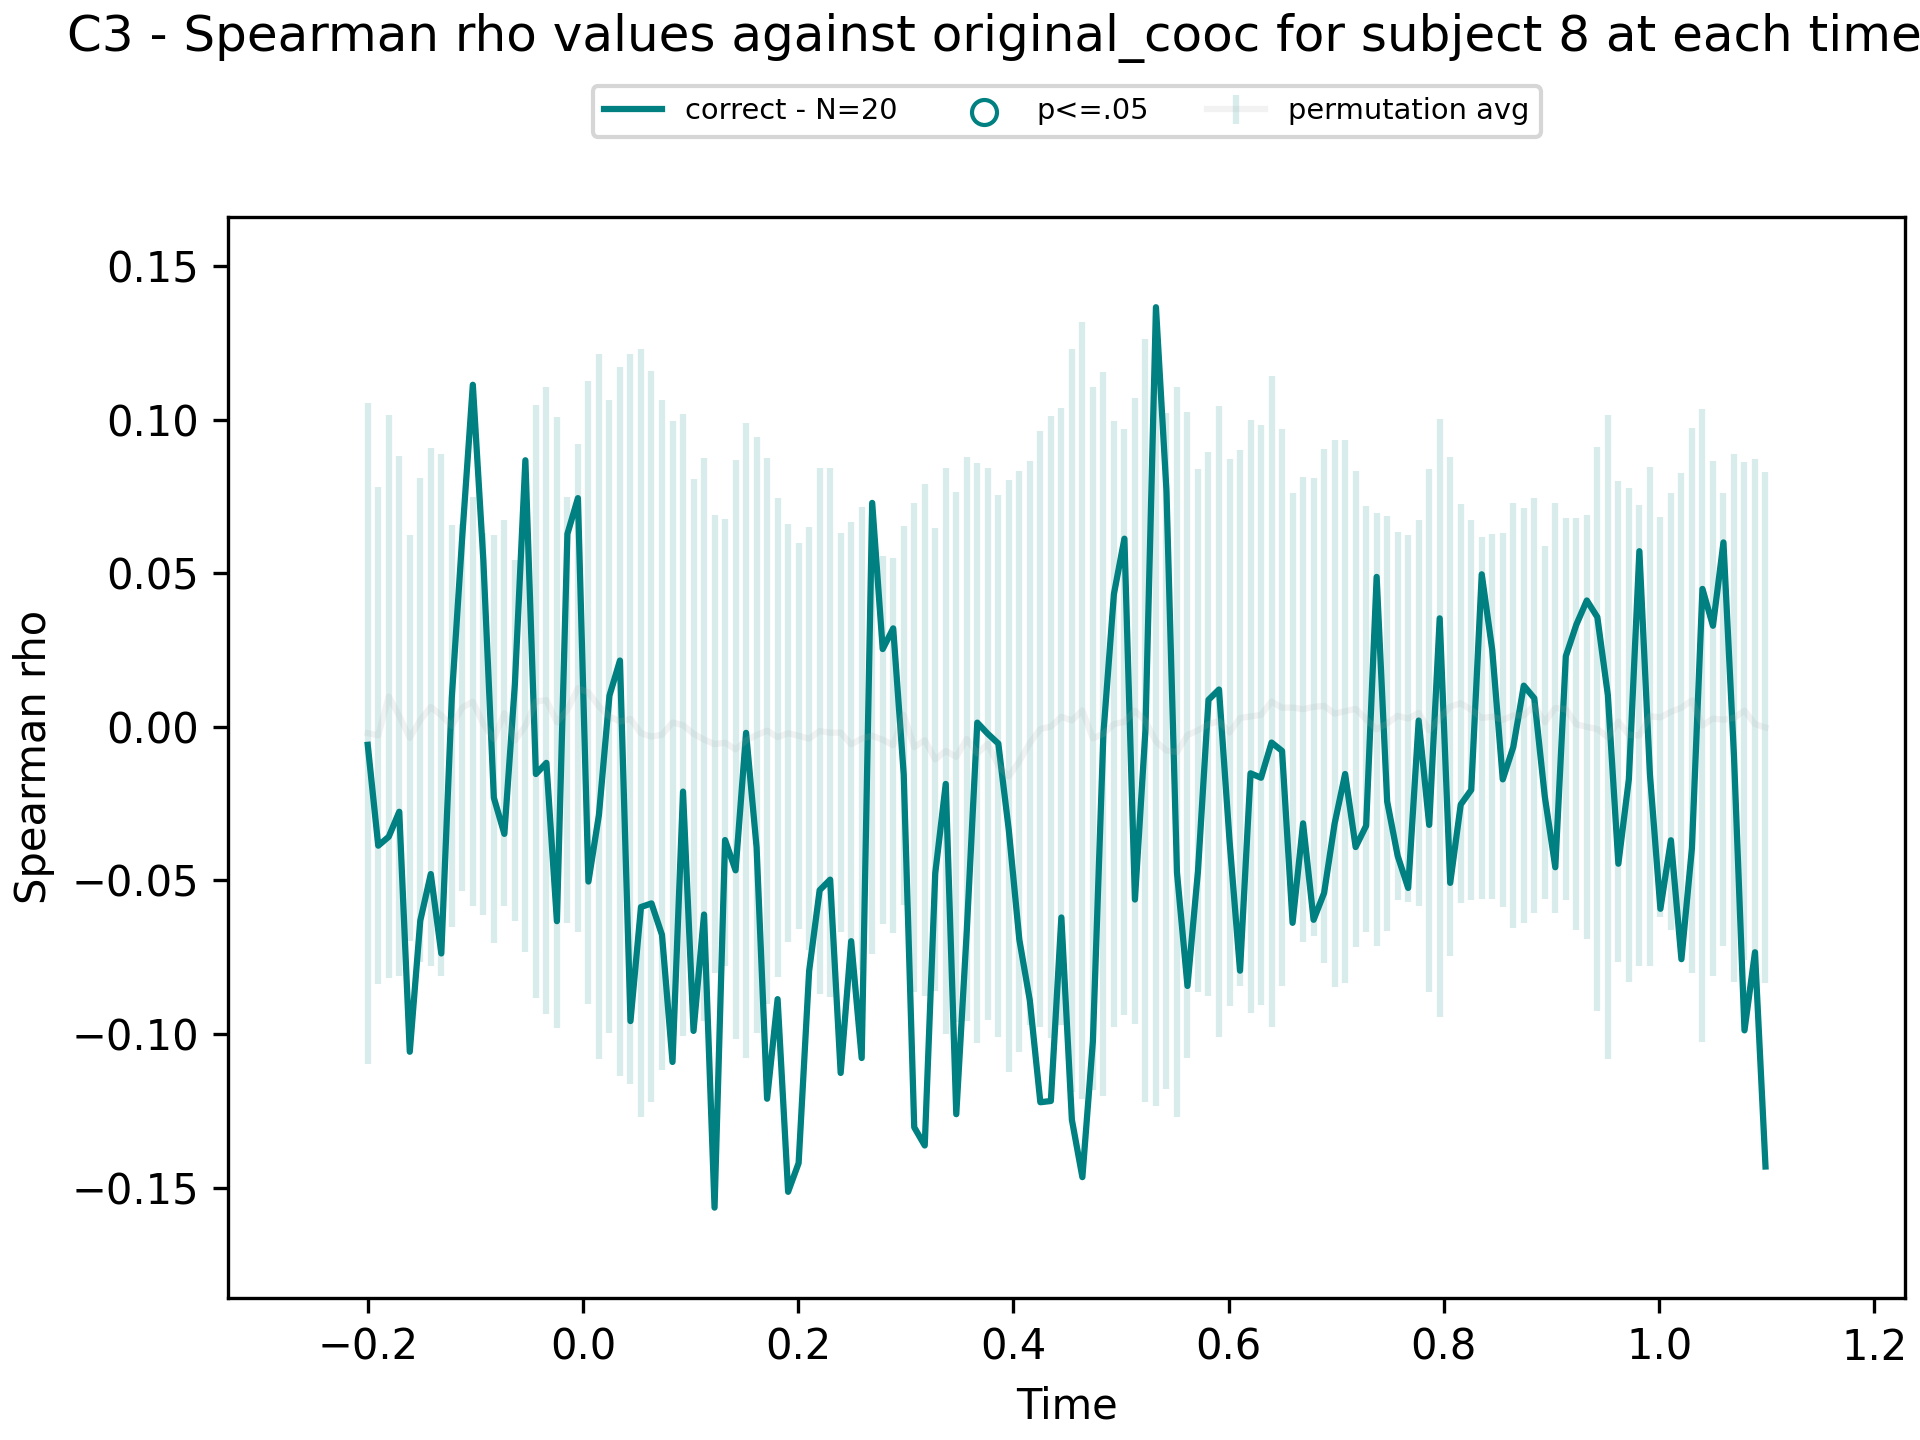 C3 - Spearman rho values against original_cooc for subject 8 at each time
correct - N=20 p<=.05 permutation avg
0.15
0.10
0.05
0.00
−0.05
−0.10
−0.15
Spearman rho
−0.2 0.0 0.2 0.4 0.6 0.8 1.0 1.2
Time